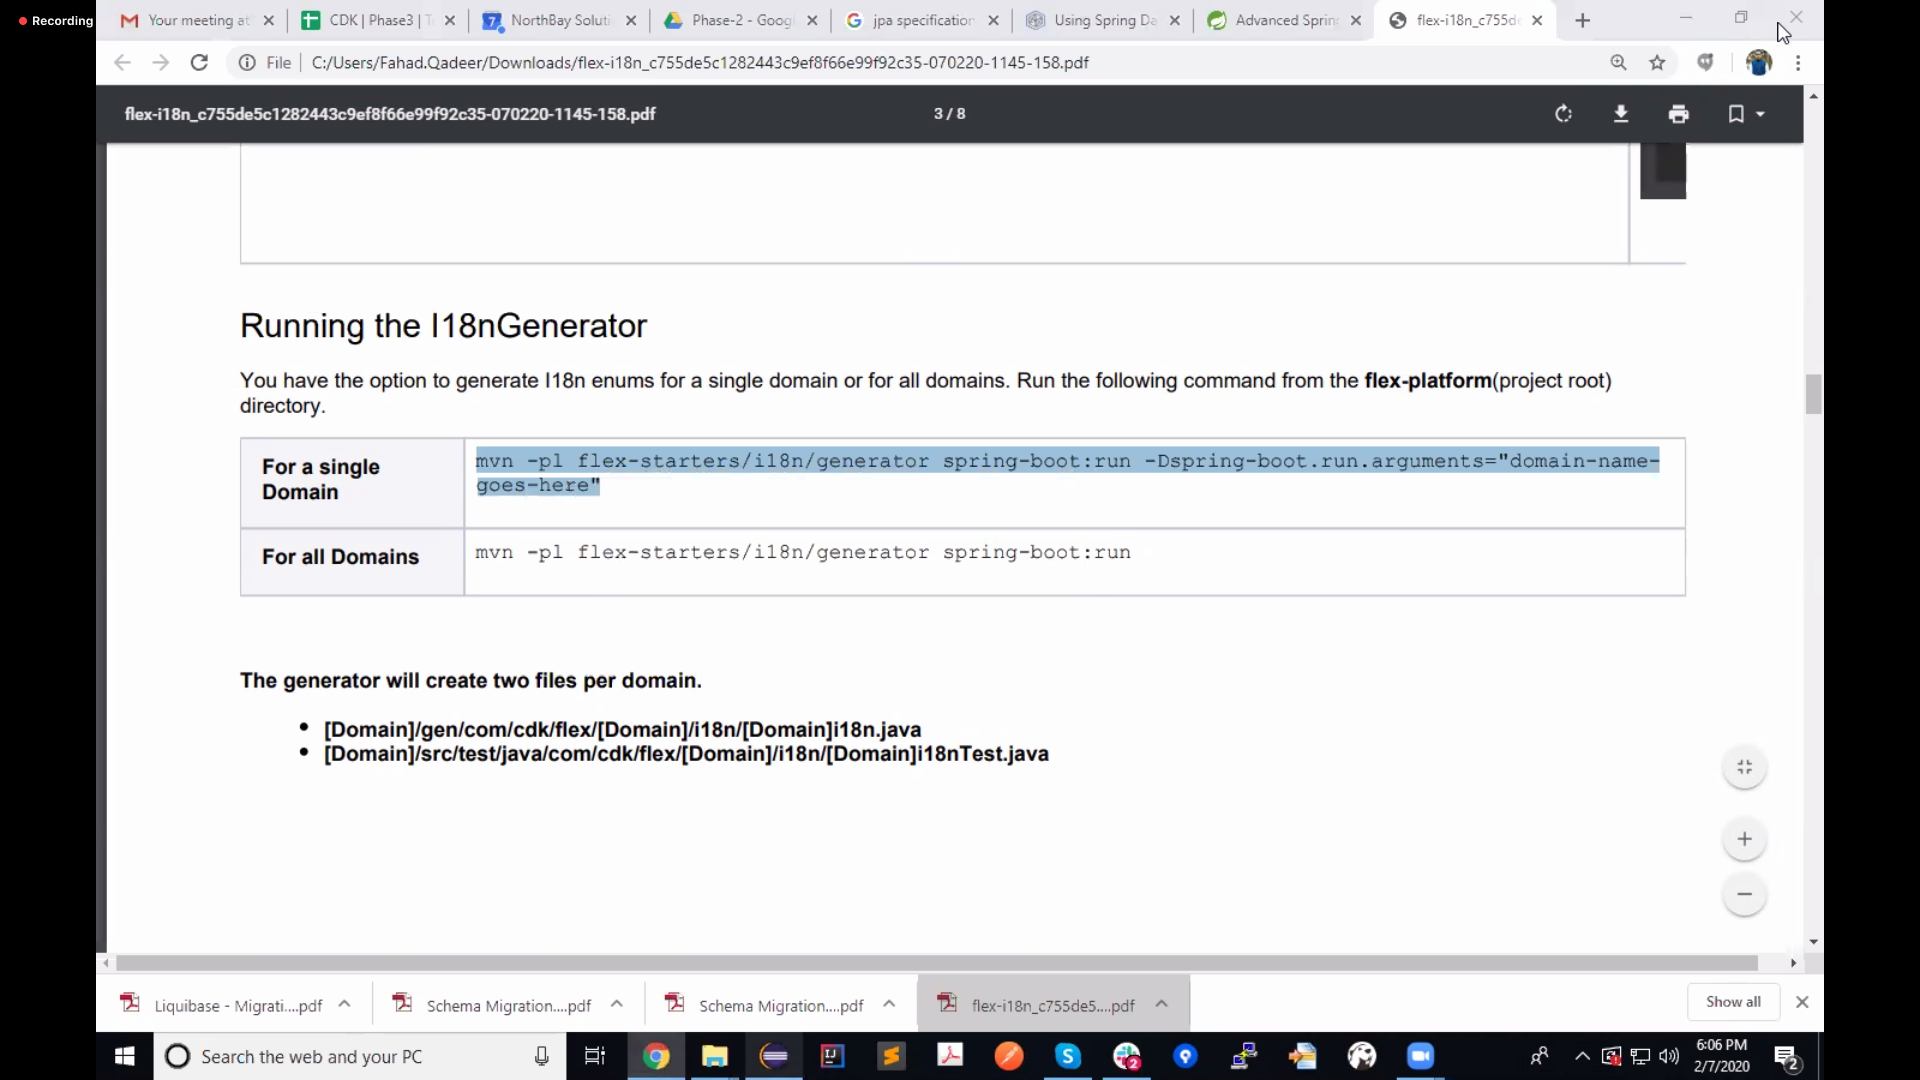 Recording
Your meeting at
CDK | Phase3 | T
NorthBay Soluti
Phase-2 - Goog
jpa specification
Using Spring Da
Advanced Spring
flex-i18n_c755de
File
C:/Users/Fahad.Qadeer/Downloads/flex-i18n_c755de5c1282443c9ef8f66e99f92c35-070220-1145-158.pdf
flex-i18n_c755de5c1282443c9ef8f66e99f92c35-070220-1145-158.pdf
3 / 8
Running the I18nGenerator
You have the option to generate I18n enums for a single domain or for all domains. Run the following command from the flex-platform(project root)
directory.
For a single
Domain
mvn -pl flex-starters/i18n/generator spring-boot:run -Dspring-boot.run.arguments="domain-name-
goes-here"
For all Domains
mvn -pl flex-starters/i18n/generator spring-boot:run
The generator will create two files per domain.
• [Domain]/gen/com/cdk/flex/[Domain]/i18n/[Domain]i18n.java
• [Domain]/src/test/java/com/cdk/flex/[Domain]/i18n/[Domain]i18nTest.java
Liquibase - Migrati....pdf
Schema Migration....pdf
Schema Migration....pdf
flex-i18n_c755de5....pdf
Show all
Search the web and your PC
6:06 PM
2/7/2020